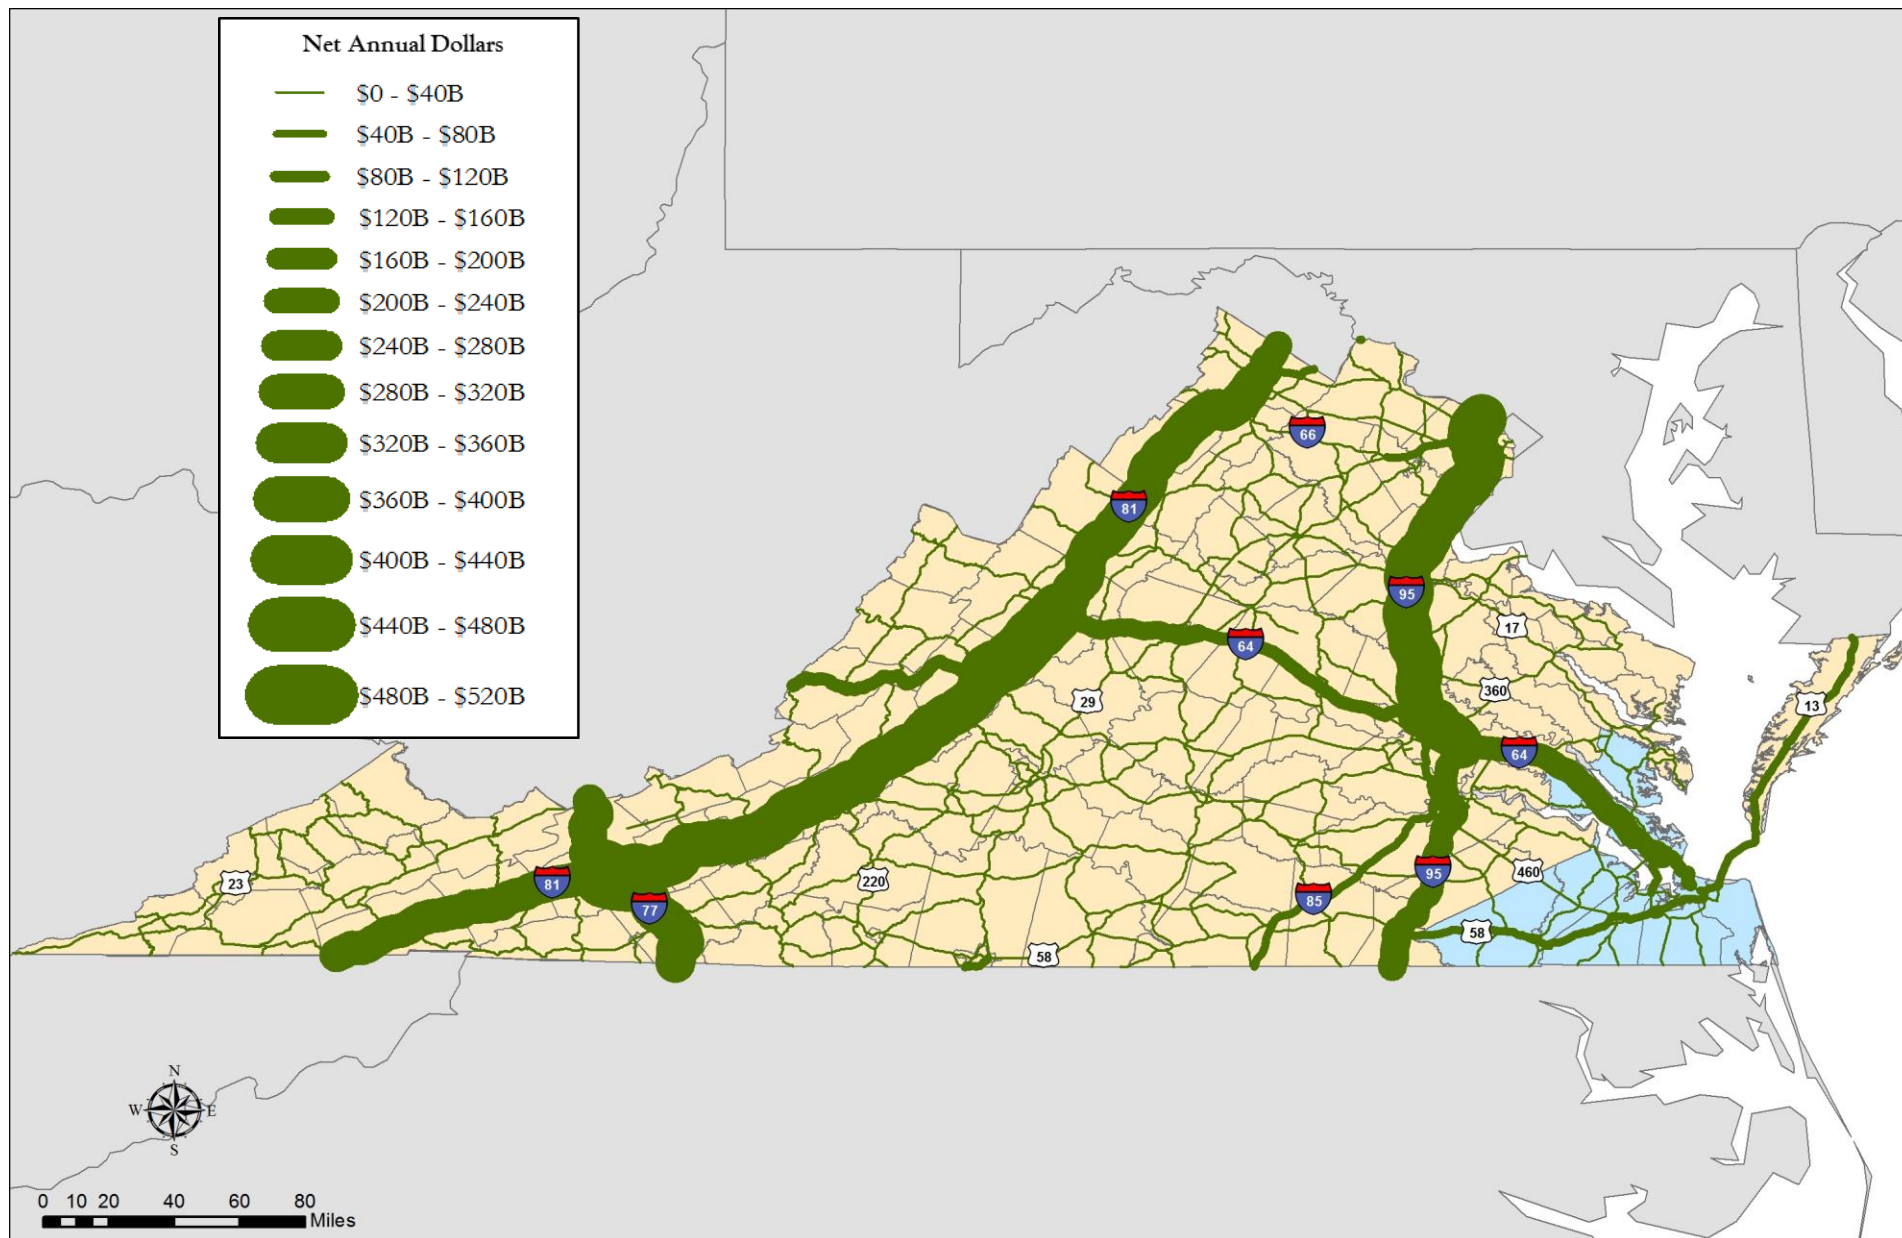 Net Annual Dollars
$0 - $40B
$40B - $80B
$80B - $120B
$120B - $160B
$160B - $200B
$200B - $240B
$240B - $280B
$280B - $320B
$320B - $360B
$360B - $400B
$400B - $440B
$440B - $480B
$480B - $520B
66
81
95
17
64
360
29
13
64
81
23
220
77
95
460
85
58
58
N
W E
S
0 10 20 40 60 80
Miles